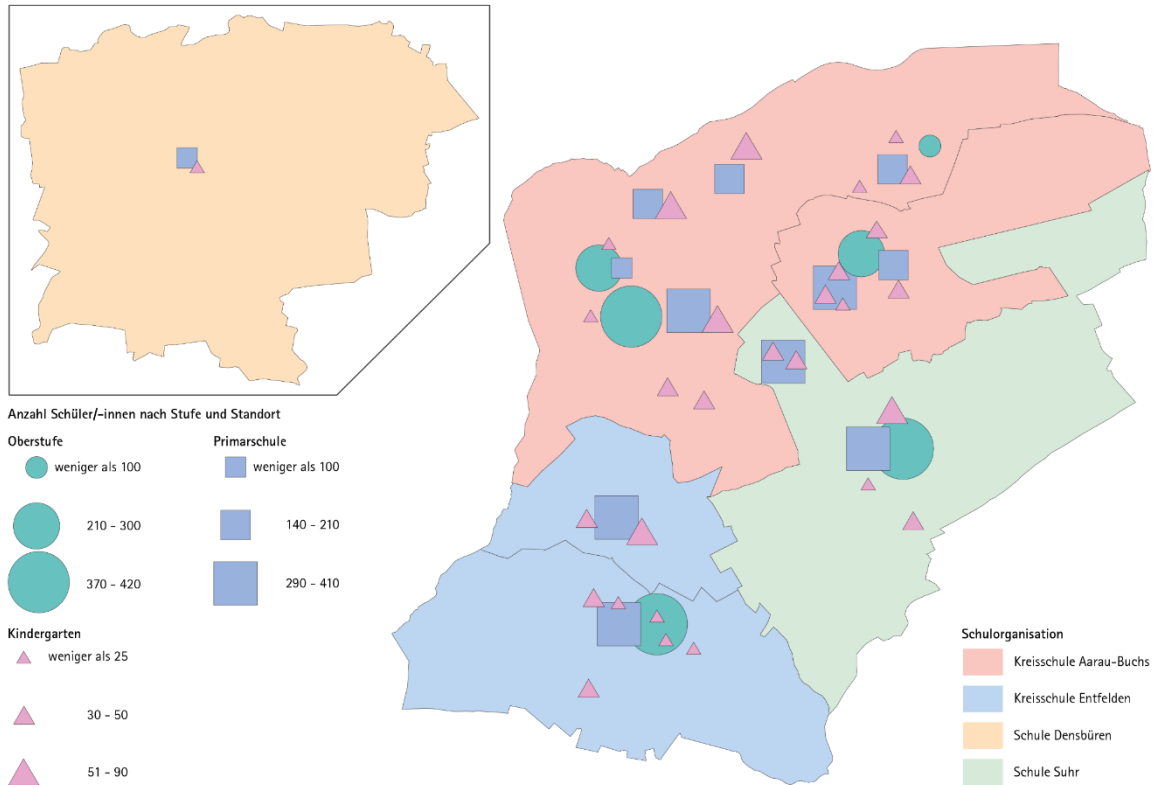 Anzahl Schüler/-innen nach Stufe und Standort
Oberstufe
weniger als 100
210 – 300
370 – 420
Primarschule
weniger als 100
140 – 210
290 – 410
Kindergarten
weniger als 25
30 – 50
51 – 90
Schulorganisation
Kreisschule Aarau-Buchs
Kreisschule Entfelden
Schule Densbüren
Schule Suhr